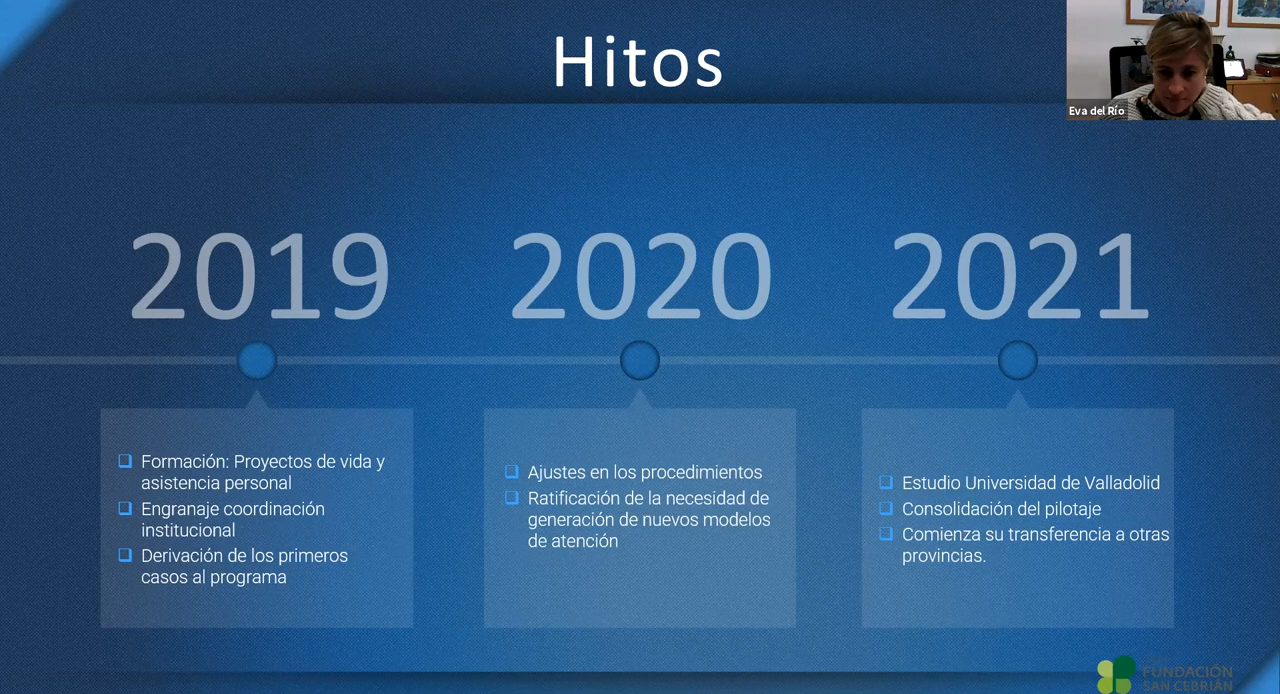 Hitos
Eva del Río
2019
2020
2021
Formación: Proyectos de vida y
asistencia personal
Engranaje coordinación
institucional
Derivación de los primeros
casos al programa
Ajustes en los procedimientos
Ratificación de la necesidad de
generación de nuevos modelos
de atención
Estudio Universidad de Valladolid
Consolidación del pilotaje
Comienza su transferencia a otras
provincias.
FUNDACIÓN
SAN CEBRIÁN